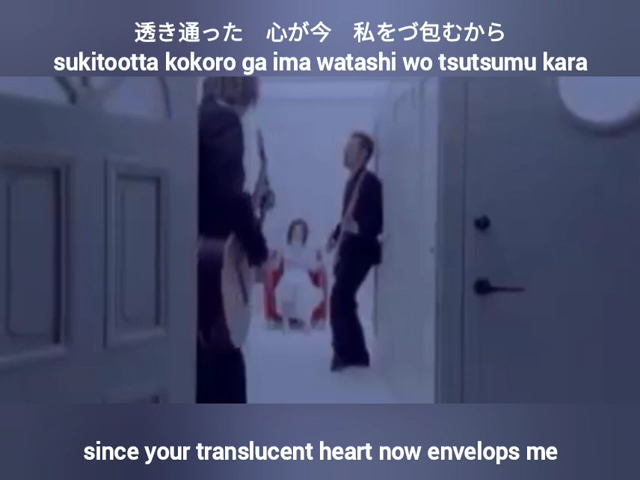 透き通った　心が今　私をづ包むから
sukitootta kokoro ga ima watashi wo tsutsumu kara
since your translucent heart now envelops me